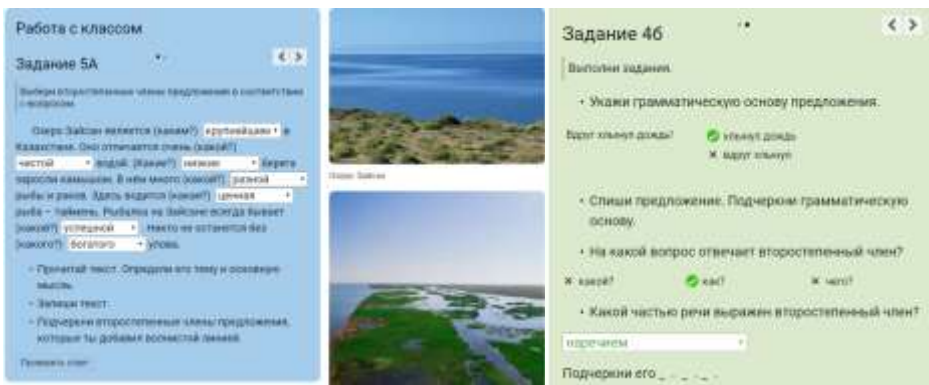 Работа с классом
Задание 5А
Выбери второстепенные члены предложения в соответствии
с вопросом.
Озеро Зайсан является (каким?) крупнейшим в
Казахстане. Оно отличается очень (какой?)
чистой водой. (Какие?) низкие берега
заросли камышом. В нём много (какой?) разной
рыбы и раков. Здесь водится (какая?) ценная
рыба – таймень. Рыбалка на Зайсане всегда бывает
(какой?) успешной. Никто не останется без
(какого?) богатого улова.
• Прочитай текст. Определи его тему и основную
мысль.
• Запиши текст.
• Подчеркни второстепенные члены предложения,
которые ты добавил волнистой линией.
Проверить ответ
Озеро Зайсан
Задание 4б
Выполни задания.
• Укажи грамматическую основу предложения.
Вдруг хлынул дождь! хлынул дождь
вдруг хлынул
• Спиши предложение. Подчеркни грамматическую
основу.
• На какой вопрос отвечает второстепенный член?
какой? как? чего?
• Какой частью речи выражен второстепенный член?
наречием
Подчеркни его _ . _ . _ .